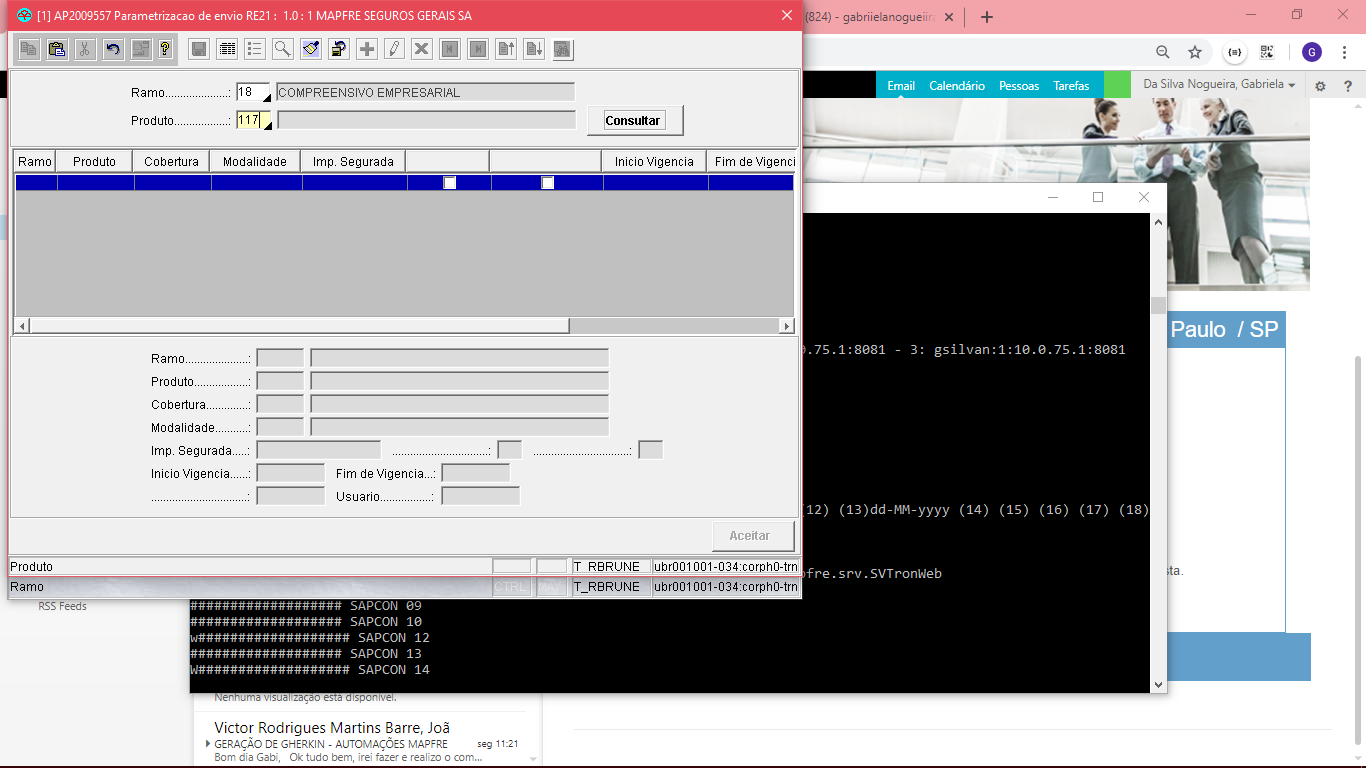 [1] AP2009557 Parametrizacao de envio RE21 : 1.0 : 1 MAPFRE SEGUROS GERAIS SA
(824) - gabriielanogueiira
Ramo...................: 18 COMPREENSIVO EMPRESARIAL
Produto.................: 117
Consultar
Ramo Produto Cobertura Modalidade Imp. Segurada Inicio Vigencia Fim de Vigenci
Ramo...................:
Produto.................:
Cobertura.............:
Modalidade...........:
Imp. Segurada.....: ..............................: ..............................:
Inicio Vigencia......: Fim de Vigencia...:
..............................: Usuario................:
Aceitar
Produto T_RBRUNE ubr001001-034:corph0-trn
Ramo CTRL T_RBRUNE ubr001001-034:corph0-trn
G
Email Calendário Pessoas Tarefas Da Silva Nogueira, Gabriela
Paulo / SP
.75.1:8081 - 3: gsilvan:1:10.0.75.1:8081
(12) (13)dd-MM-yyyy (14) (15) (16) (17) (18)
pfre.srv.SVTronWeb
sta.
RSS Feeds
################### SAPCON 09
################### SAPCON 10
w################### SAPCON 12
################### SAPCON 13
W################### SAPCON 14
Nenhuma visualização está disponível.
Victor Rodrigues Martins Barre, Joã
GERAÇÃO DE GHERKIN - AUTOMAÇÕES MAPFRE seg 11:21
Bom dia Gabi, Ok tudo bem, irei fazer e realizo o com...